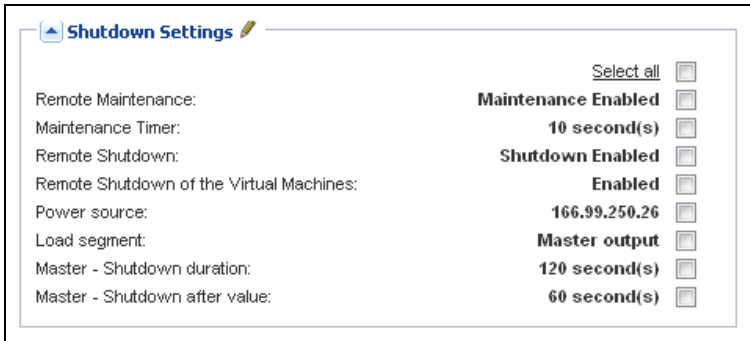 Shutdown Settings
Select all
Remote Maintenance: Maintenance Enabled
Maintenance Timer: 10 second(s)
Remote Shutdown: Shutdown Enabled
Remote Shutdown of the Virtual Machines: Enabled
Power source: 166.99.250.26
Load segment: Master output
Master - Shutdown duration: 120 second(s)
Master - Shutdown after value: 60 second(s)